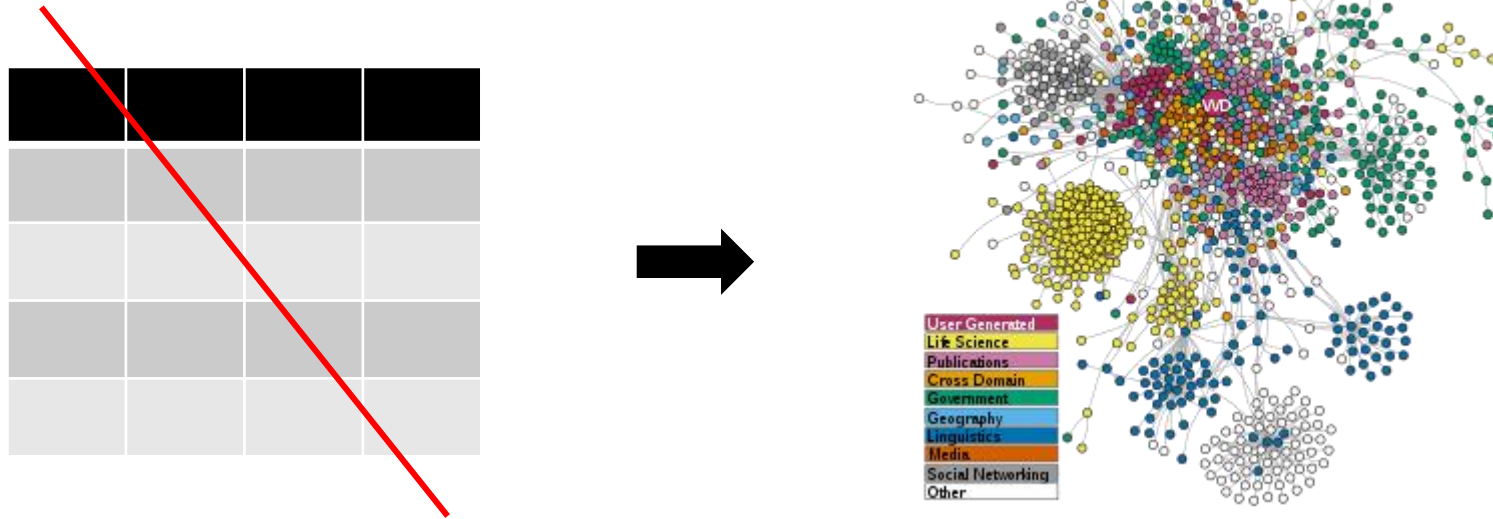 WD
User Generated
Life Science
Publications
Cross Domain
Government
Geography
Linguistics
Media
Social Networking
Other